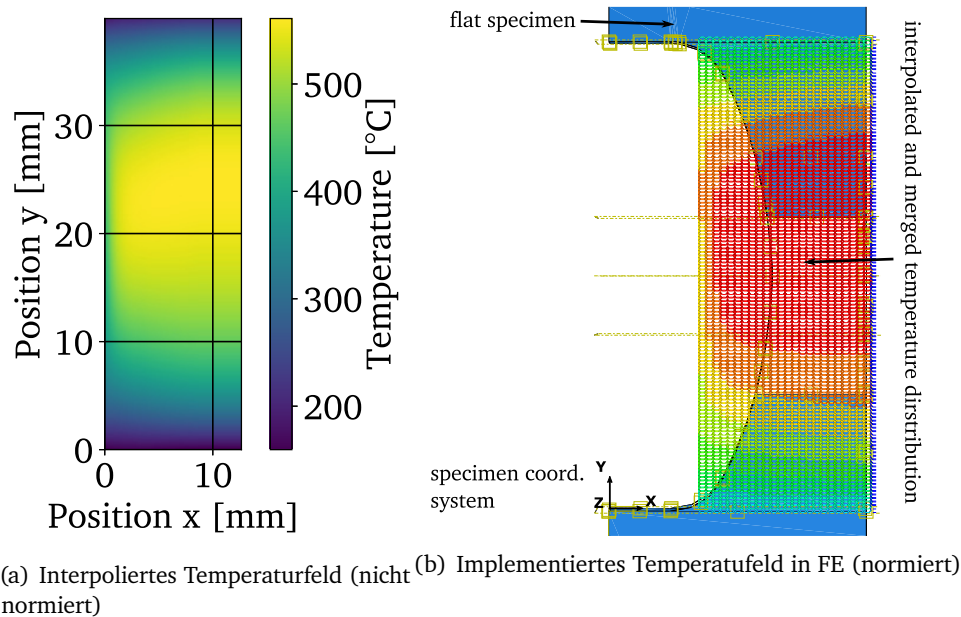 Position y [mm]
30
20
10
0
0
10
Position x [mm]
500
400
300
200
Temperature [°C]
(a) Interpoliertes Temperaturfeld (nicht
normiert)
flat specimen
interpolated and merged temperature dirstribution
specimen coord.
system
Y
Z
X
(b) Implementiertes Temperatufeld in FE (normiert)